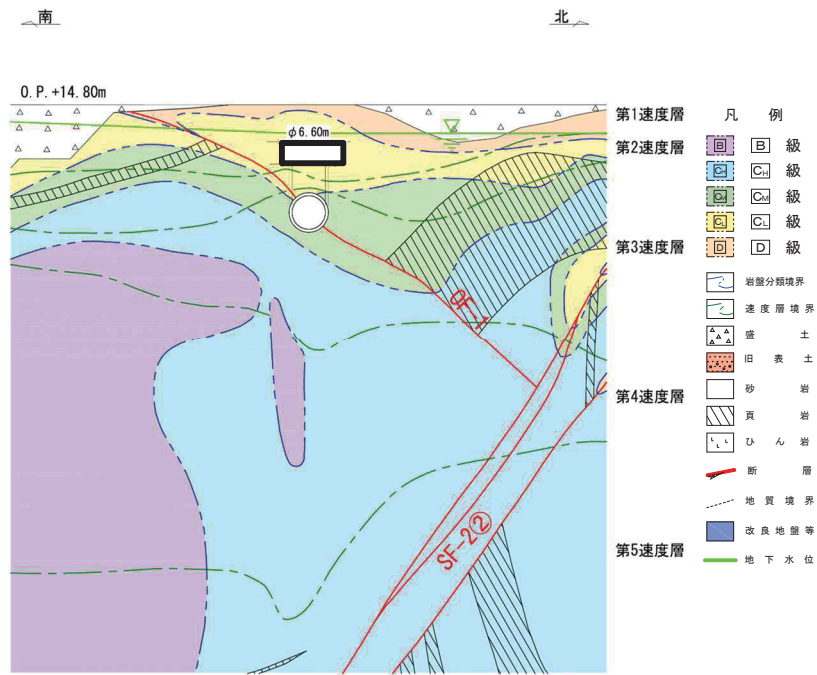 南
北
O.P.+14.80m
φ6.60m
第1速度層
第2速度層
第3速度層
第4速度層
第5速度層
SF-2②
凡 例
B B 級
CH CH 級
CM CM 級
CL CL 級
D D 級
岩盤分類境界
速度層境界
盛 土
旧 表 土
砂 岩
頁 岩
ひ ん 岩
断 層
地 質 境 界
改 良 地 盤 等
地 下 水 位